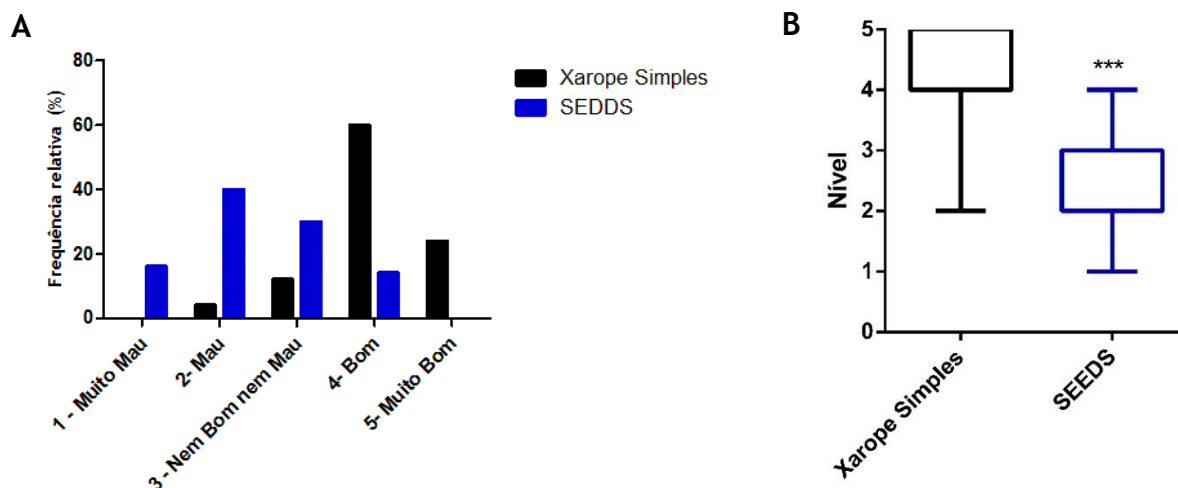 A
Frequência relativa (%)
80
60
40
20
0
1 - Muito Mau
2- Mau
3 - Nem Bom nem Mau
4- Bom
5- Muito Bom
Xarope Simples
SEDDS
B
Nível
5
4
3
2
1
0
***
Xarope Simples
SEEDS